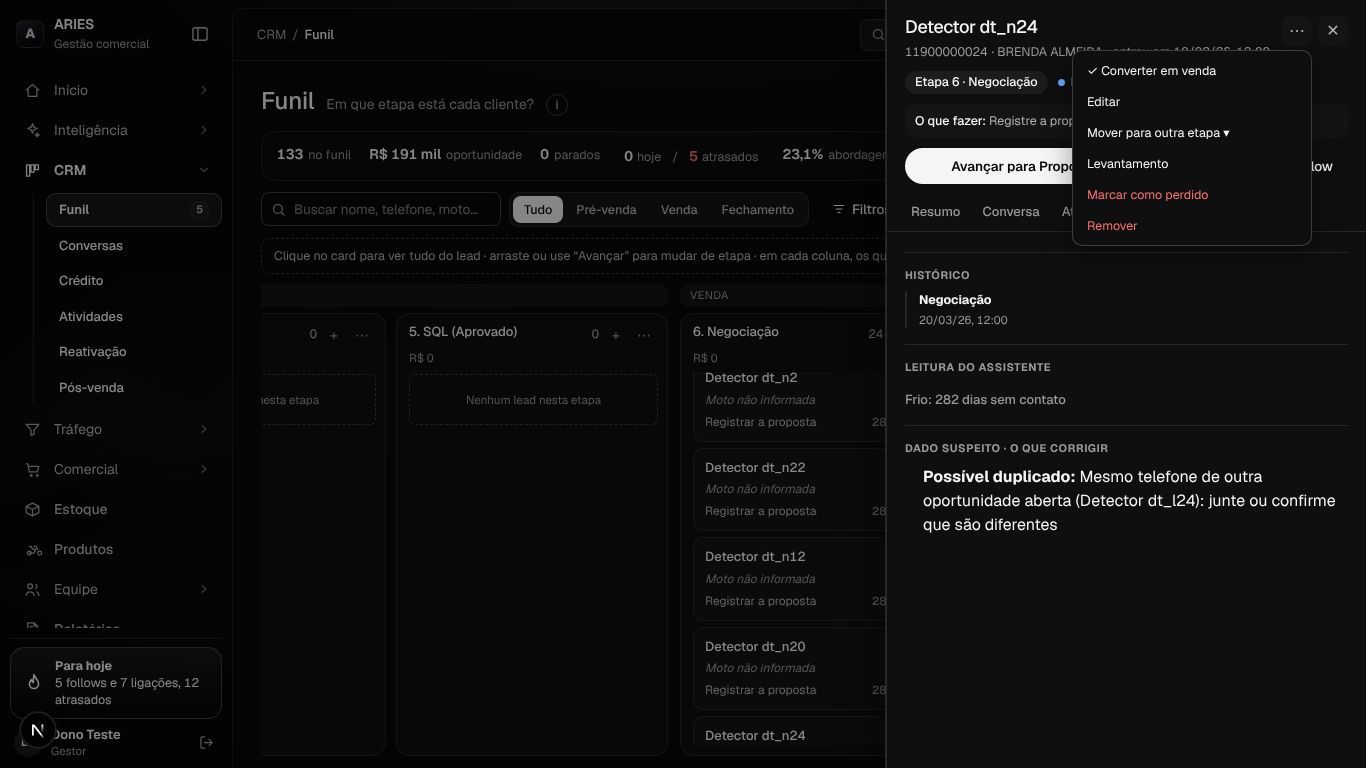 A
ARIES
Gestão comercial
Início
Inteligência
CRM
Funil 5
Conversas
Crédito
Atividades
Reativação
Pós-venda
Tráfego
Comercial
Estoque
Produtos
Equipe
Relatórios
Para hoje
5 follows e 7 ligações, 12
atrasados
N
Dono Teste
Gestor
CRM / Funil
Funil Em que etapa está cada cliente? i
133 no funil R$ 191 mil oportunidade 0 parados 0 hoje / 5 atrasados 23,1%
Buscar nome, telefone, moto…
Tudo Pré-venda Venda Fechamento Filtros
Clique no card para ver tudo do lead · arraste ou use “Avançar” para mudar de etapa · em cada coluna, os
VENDA
0 + ...
nesta etapa
5. SQL (Aprovado) 0 + ...
R$ 0
Nenhum lead nesta etapa
6. Negociação 24
R$ 0
Detector dt_n2
Moto não informada
Registrar a proposta 28
Detector dt_n22
Moto não informada
Registrar a proposta 28
Detector dt_n12
Moto não informada
Registrar a proposta 28
Detector dt_n20
Moto não informada
Registrar a proposta 28
Detector dt_n24
Detector dt_n24
... ✕
11900000024 · BRENDA ALMEIDA
Etapa 6 · Negociação
O que fazer: Registre a
Avançar para
Resumo Conversa
✓ Converter em venda
Editar
Mover para outra etapa ▾
Levantamento
Marcar como perdido
Remover
HISTÓRICO
Negociação
20/03/26, 12:00
LEITURA DO ASSISTENTE
Frio: 282 dias sem contato
DADO SUSPEITO · O QUE CORRIGIR
Possível duplicado: Mesmo telefone de outra
oportunidade aberta (Detector dt_l24): junte ou confirme
que são diferentes